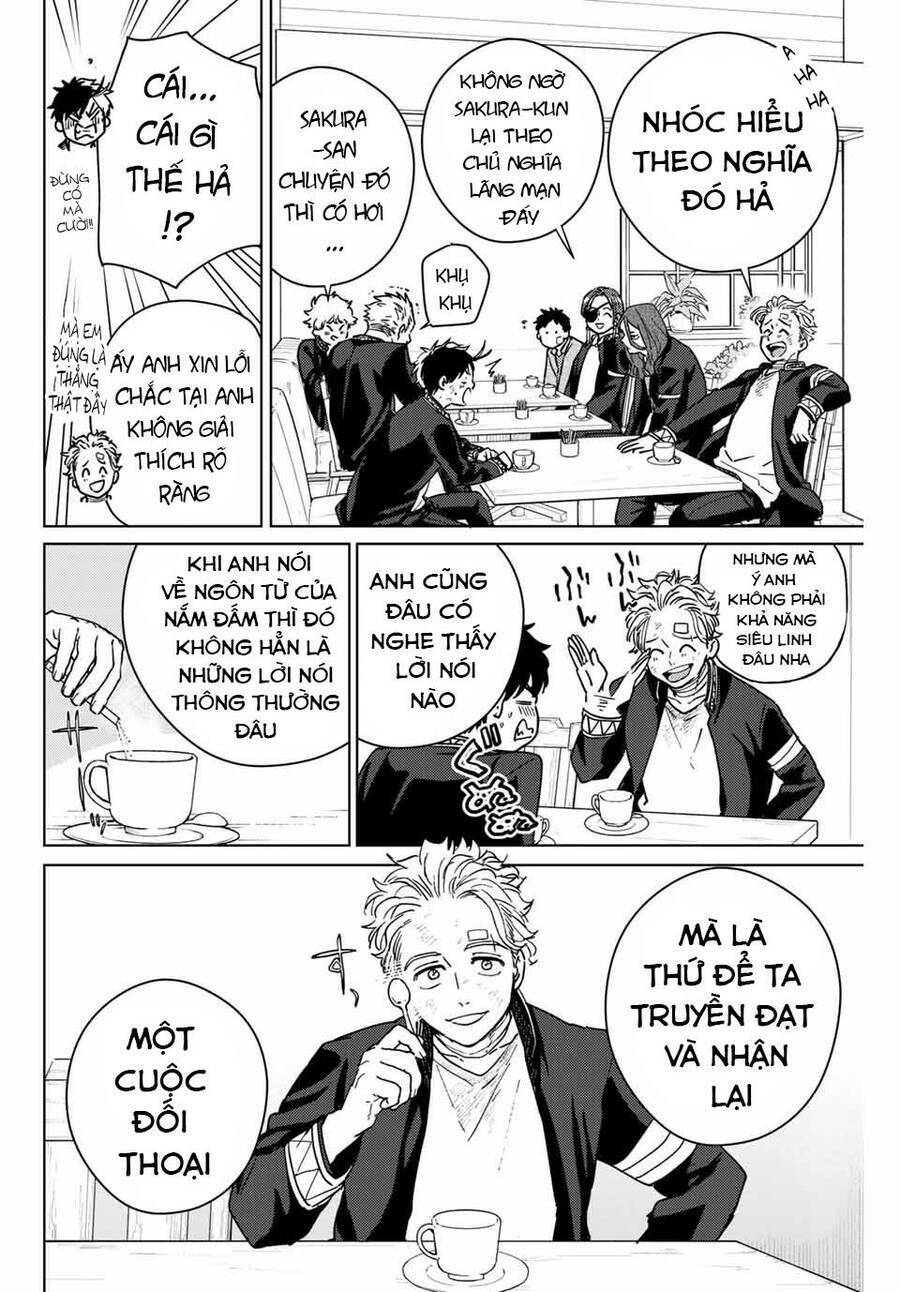 A
HA
HA
NHÓC HIỂU
THEO NGHĨA
ĐÓ HẢ
KHÔNG NGỜ
SAKURA-KUN
LẠI THEO
CHỦ NGHĨA
LÃNG MẠN
ĐẤY
SAKURA
-SAN
CHUYỆN ĐÓ
THÌ CÓ HƠI
...
KHỤ
KHỤ
CÁI...
CÁI GÌ
THẾ HẢ
!?
ĐỪNG
CÓ
MÀ
CƯỜI!!
ẤY ANH XIN LỖI
CHẮC TẠI ANH
KHÔNG GIẢI
THÍCH RÕ
RÀNG
MÀ EM
ĐÚNG LÀ
THẲNG
THẬT ĐẤY
NHƯNG MÀ
Ý ANH
KHÔNG PHẢI
KHẢ NĂNG
SIÊU LINH
ĐÂU NHA
ANH CŨNG
ĐÂU CÓ
NGHE THẤY
LỜI NÓI
NÀO
KHI ANH NÓI
VỀ NGÔN TỪ CỦA
NẮM ĐẤM THÌ ĐÓ
KHÔNG HẲN LÀ
NHỮNG LỜI NÓI
THÔNG THƯỜNG
ĐÂU
MÀ LÀ
THỨ ĐỂ TA
TRUYỀN ĐẠT
VÀ NHẬN
LẠI
MỘT
CUỘC
ĐỐI
THOẠI